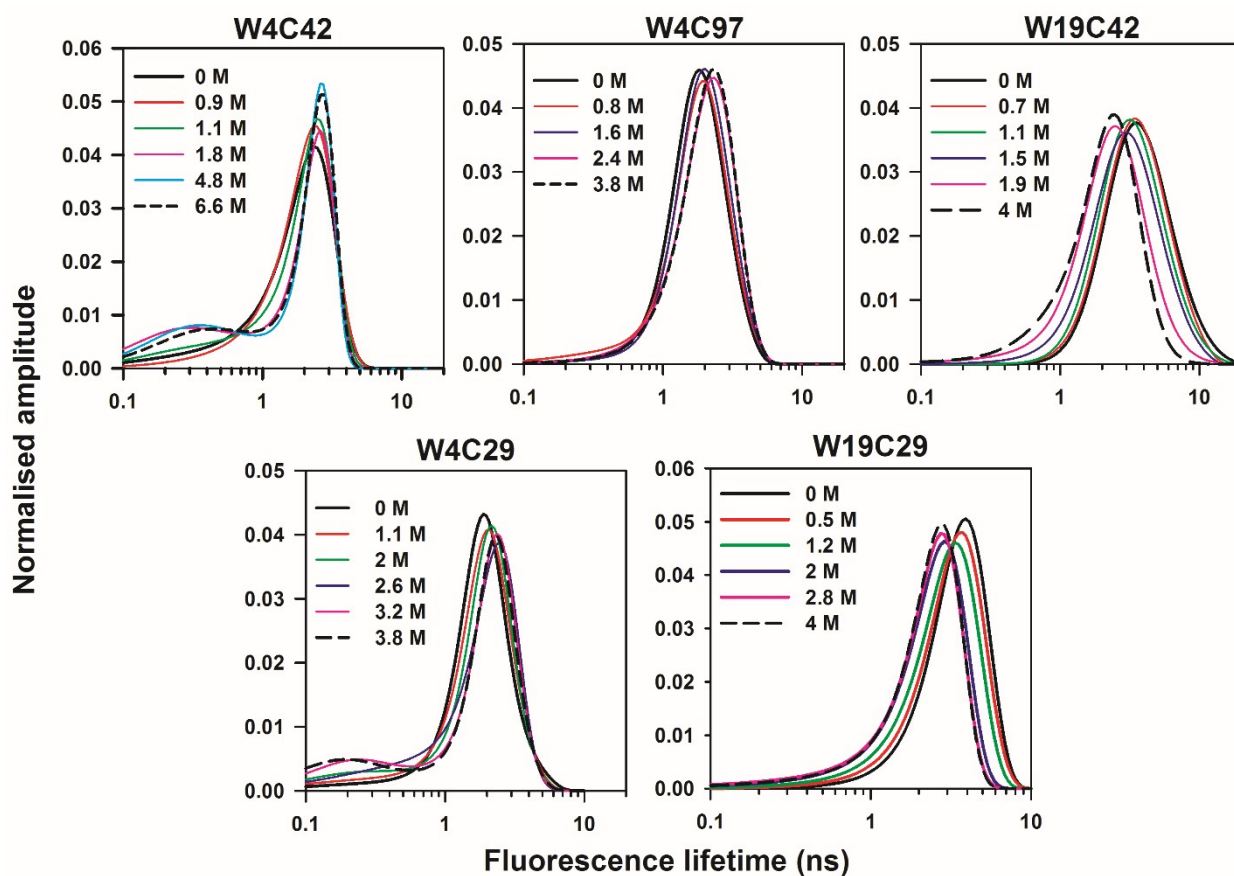 W4C42
0.06
0.05
0.04
0.03
0.02
0.01
0.00
0 M
0.9 M
1.1 M
1.8 M
4.8 M
6.6 M
0.1 1 10
W4C97
0.05
0.04
0.03
0.02
0.01
0.00
0 M
0.8 M
1.6 M
2.4 M
3.8 M
0.1 1 10
W19C42
0.05
0.04
0.03
0.02
0.01
0.00
0 M
0.7 M
1.1 M
1.5 M
1.9 M
4 M
0.1 1 10
Normalised amplitude
W4C29
0.05
0.04
0.03
0.02
0.01
0.00
0 M
1.1 M
2 M
2.6 M
3.2 M
3.8 M
0.1 1 10
W19C29
0.06
0.05
0.04
0.03
0.02
0.01
0.00
0 M
0.5 M
1.2 M
2 M
2.8 M
4 M
0.1 1 10
Fluorescence lifetime (ns)